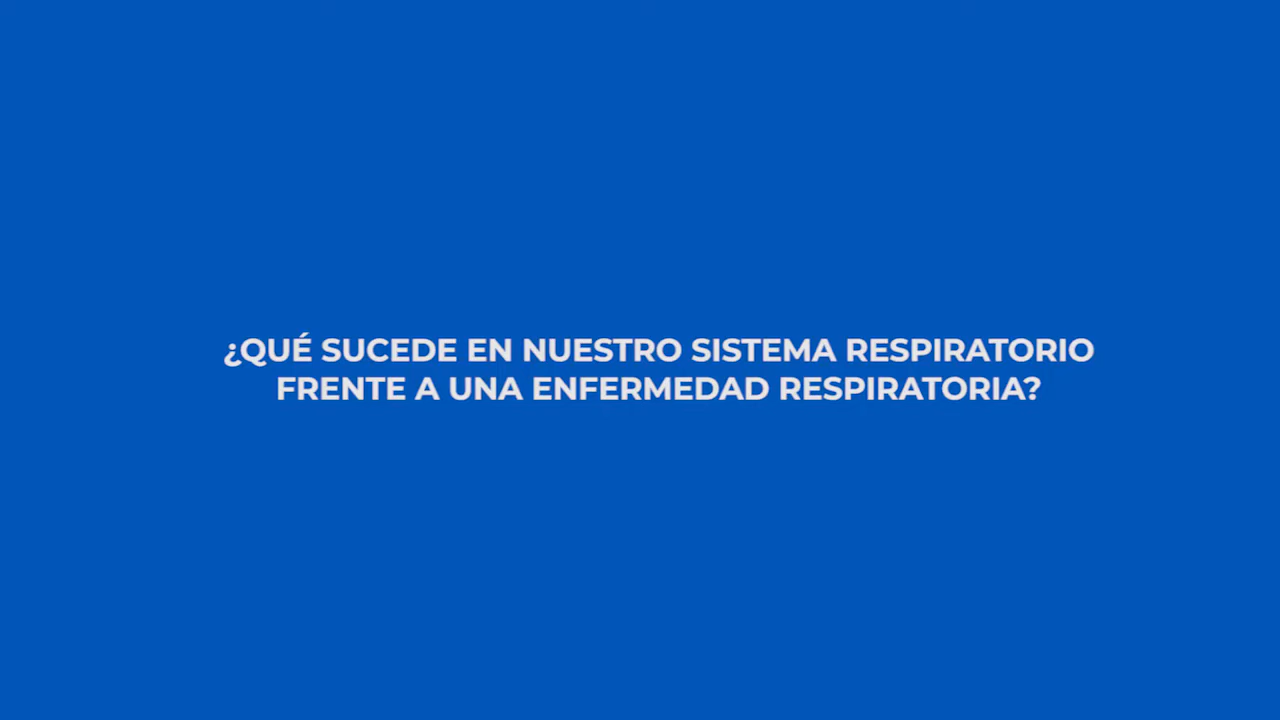 ¿QUÉ SUCEDE EN NUESTRO SISTEMA RESPIRATORIO
FRENTE A UNA ENFERMEDAD RESPIRATORIA?